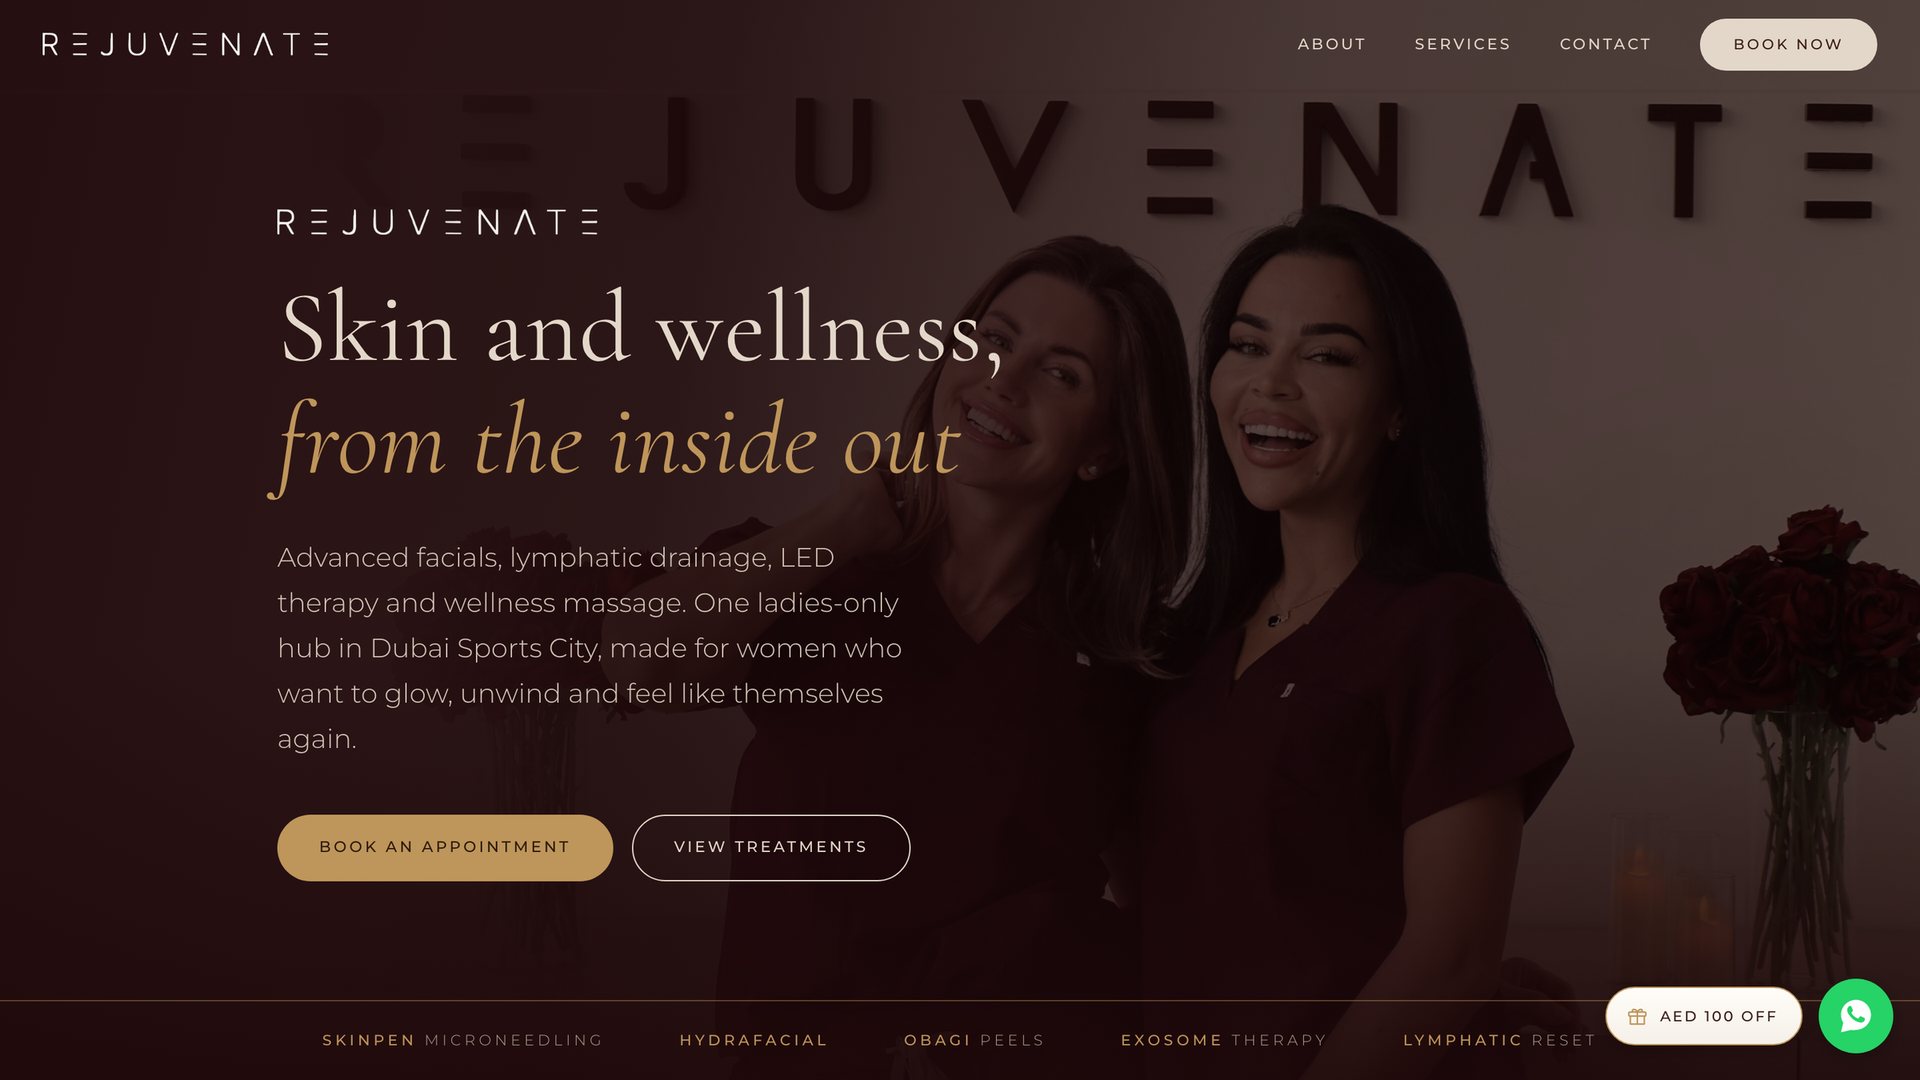 REJUVENATE
ABOUT SERVICES CONTACT BOOK NOW
REJUVENATE
REJUVENATE
Skin and wellness,
from the inside out
Advanced facials, lymphatic drainage, LED
therapy and wellness massage. One ladies-only
hub in Dubai Sports City, made for women who
want to glow, unwind and feel like themselves
again.
BOOK AN APPOINTMENT
VIEW TREATMENTS
SKINPEN MICRONEEDLING
HYDRAFACIAL
OBAGI PEELS
EXOSOME THERAPY
LYMPHATIC RESET
AED 100 OFF